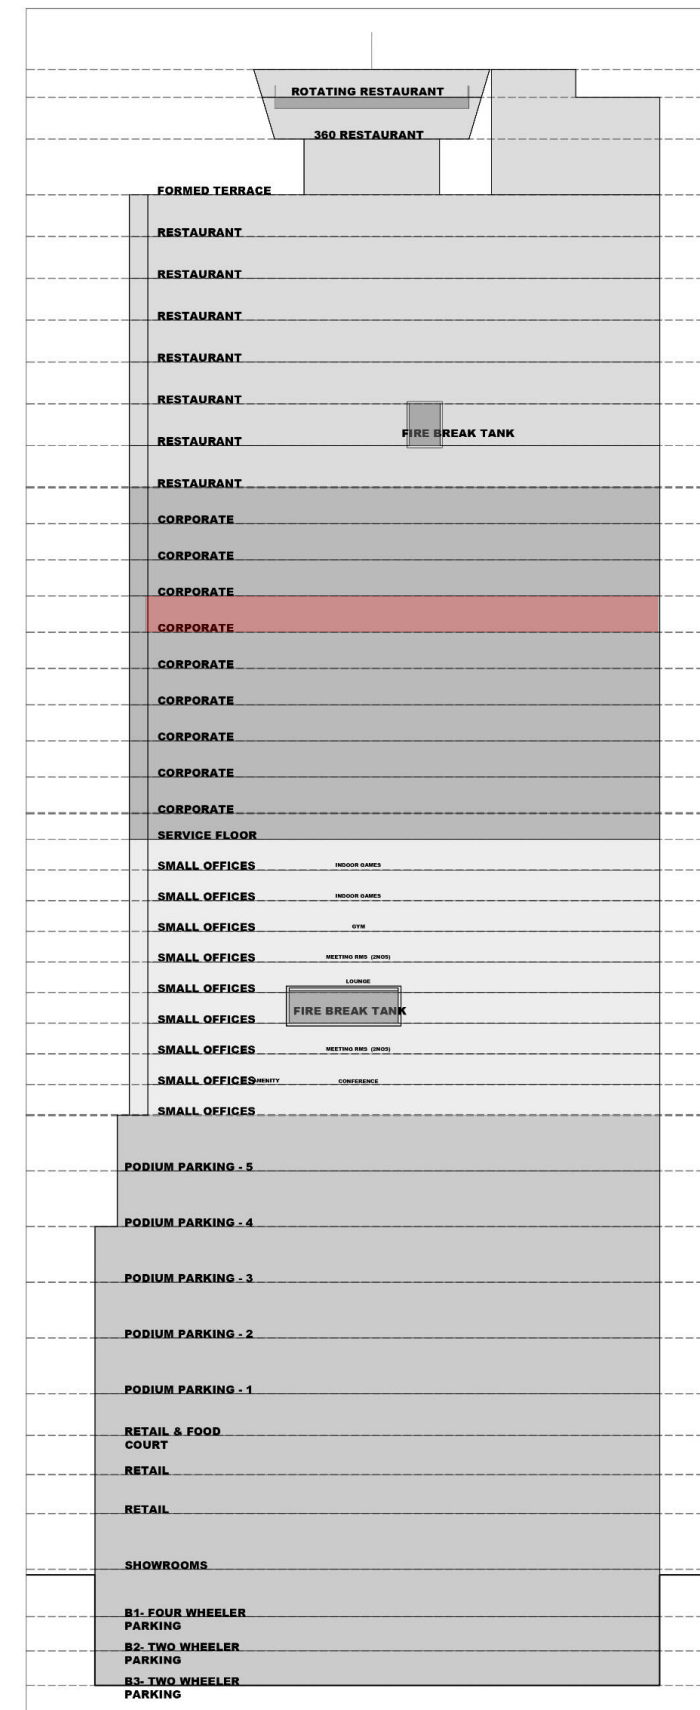 ROTATING RESTAURANT
360 RESTAURANT
FORMED TERRACE
RESTAURANT
RESTAURANT
RESTAURANT
RESTAURANT
RESTAURANT
FIRE BREAK TANK
RESTAURANT
RESTAURANT
CORPORATE
CORPORATE
CORPORATE
CORPORATE
CORPORATE
CORPORATE
CORPORATE
CORPORATE
CORPORATE
SERVICE FLOOR
SMALL OFFICES INDOOR GAMES
SMALL OFFICES INDOOR GAMES
SMALL OFFICES GYM
SMALL OFFICES MEETING RMS (2NOS)
LOUNGE
SMALL OFFICES
FIRE BREAK TANK
SMALL OFFICES
SMALL OFFICES MEETING RMS (2NOS)
SMALL OFFICES AMENITY CONFERENCE
SMALL OFFICES
PODIUM PARKING - 5
PODIUM PARKING - 4
PODIUM PARKING - 3
PODIUM PARKING - 2
PODIUM PARKING - 1
RETAIL & FOOD
COURT
RETAIL
RETAIL
SHOWROOMS
B1- FOUR WHEELER
PARKING
B2- TWO WHEELER
PARKING
B3- TWO WHEELER
PARKING